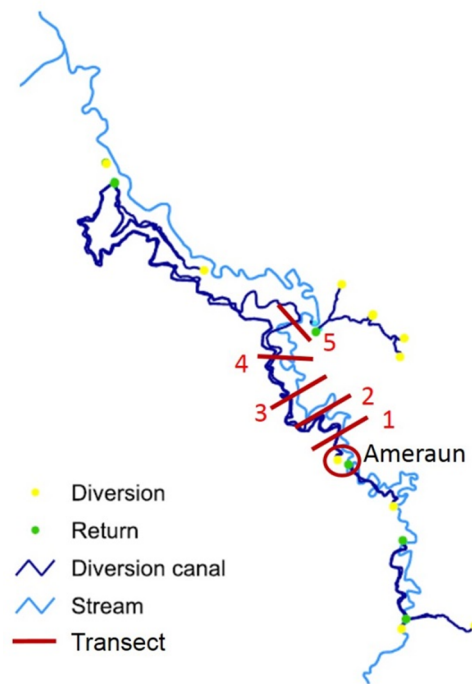 5
4
2
3
1
Ameraun
Diversion
Return
Diversion canal
Stream
Transect